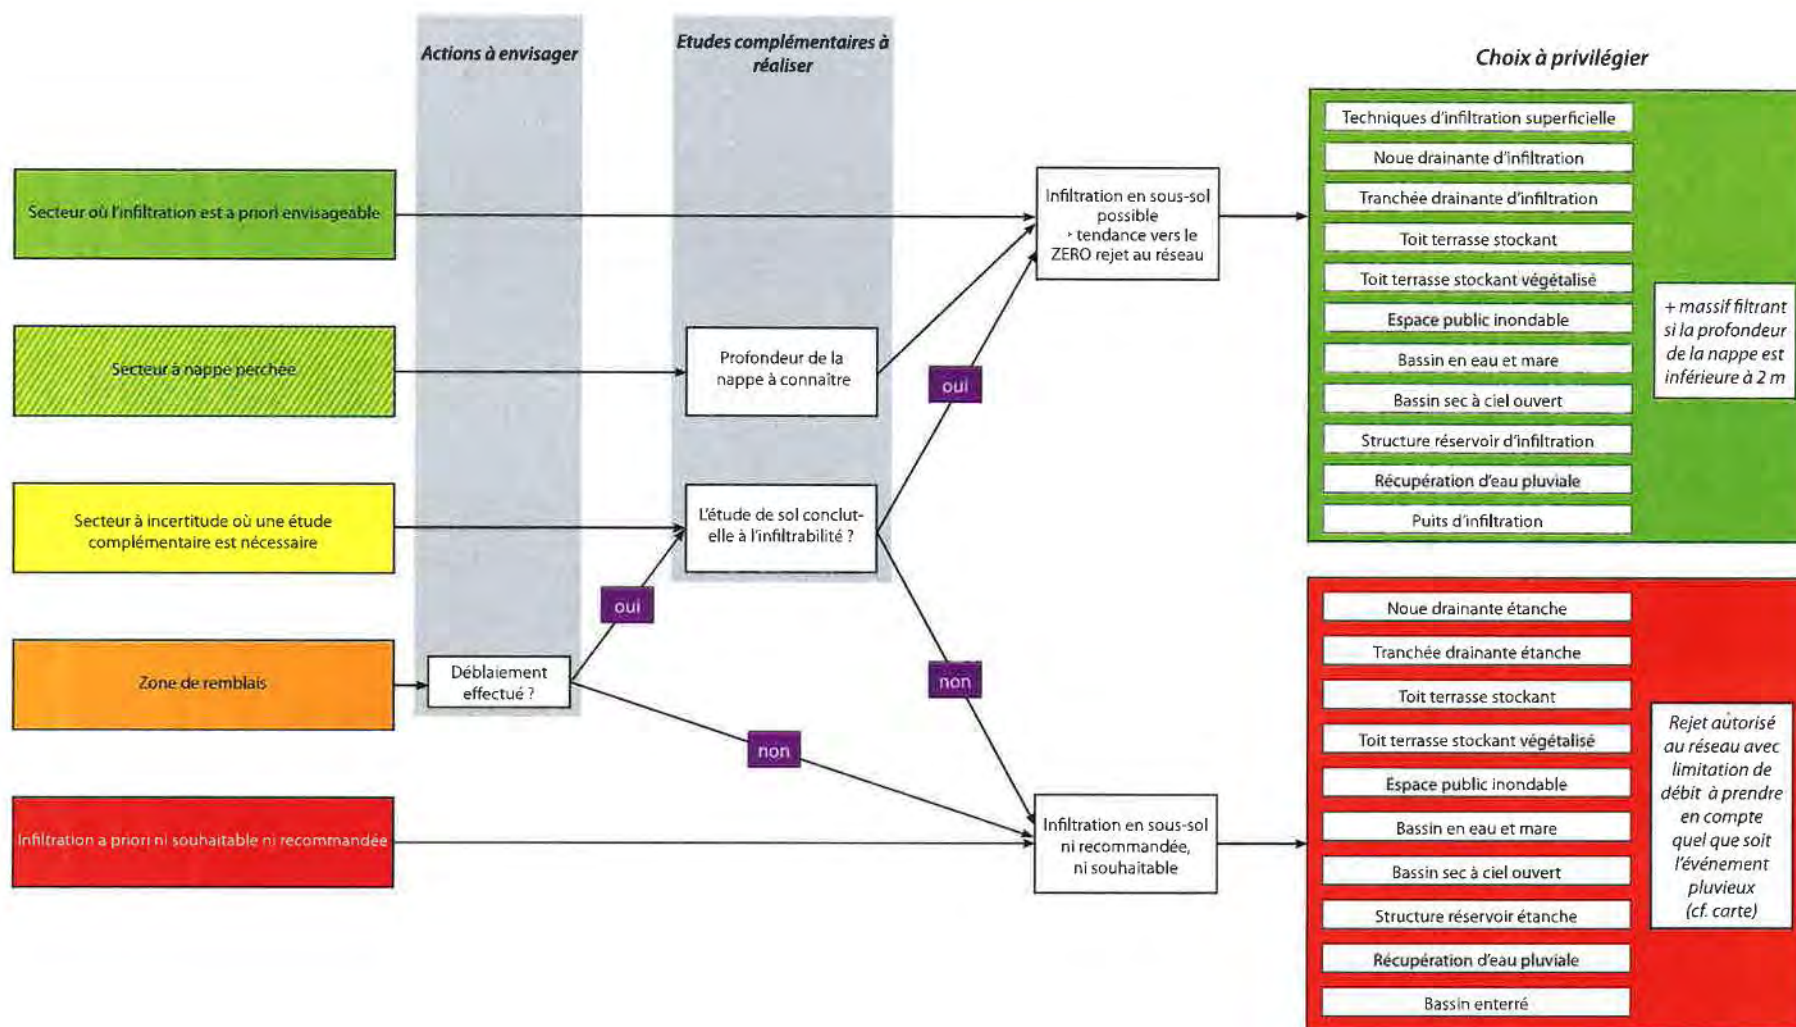 Actions à envisager
Etudes complémentaires à
réaliser
Choix à privilégier
Secteur où l'infiltration est a priori envisageable
Secteur à nappe perchée
Secteur à incertitude où une étude
complémentaire est nécessaire
Zone de remblais
Infiltration a priori ni souhaitable ni recommandée
Déblaiement
effectué ?
Profondeur de la
nappe à connaître
L'étude de sol conclut-
elle à l'infiltrabilité ?
oui
non
oui
non
Infiltration en sous-sol
possible
tendance vers le
ZERO rejet au réseau
Infiltration en sous-sol
ni recommandée,
ni souhaitable
Techniques d'infiltration superficielle
Noue drainante d'infiltration
Tranchée drainante d'infiltration
Toit terrasse stockant
Toit terrasse stockant végétalisé
Espace public inondable
Bassin en eau et mare
Bassin sec à ciel ouvert
Structure réservoir d'infiltration
Récupération d'eau pluviale
Puits d'infiltration
+ massif filtrant
si la profondeur
de la nappe est
inférieure à 2 m
Noue drainante étanche
Tranchée drainante étanche
Toit terrasse stockant
Toit terrasse stockant végétalisé
Espace public inondable
Bassin en eau et mare
Bassin sec à ciel ouvert
Structure réservoir étanche
Récupération d'eau pluviale
Bassin enterré
Rejet autorisé
au réseau avec
limitation de
débit à prendre
en compte
quel que soit
l'événement
pluvieux
(cf. carte)